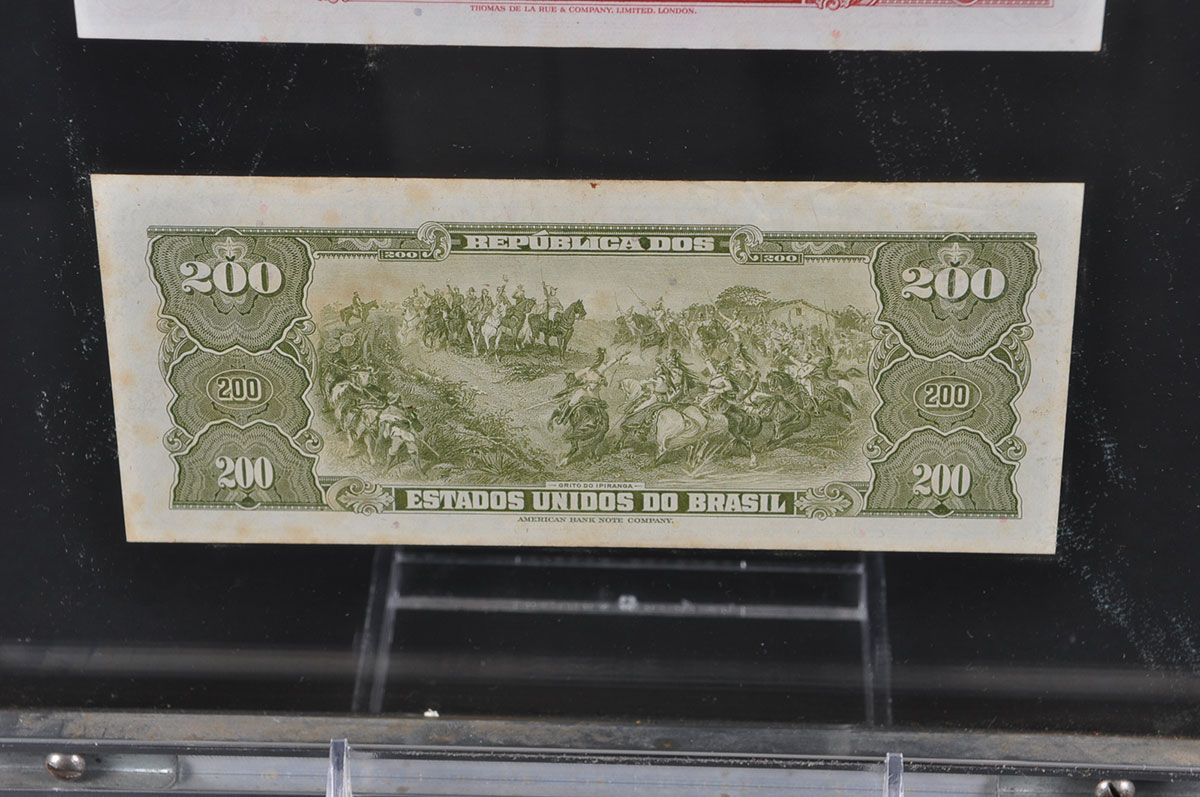 THOMAS DE LA RUE & COMPANY, LIMITED, LONDON.
REPÚBLICA DOS
200 200
200 200
200 200
GRITO DO IPIRANGA
200 200
ESTADOS UNIDOS DO BRASIL
AMERICAN BANK NOTE COMPANY.